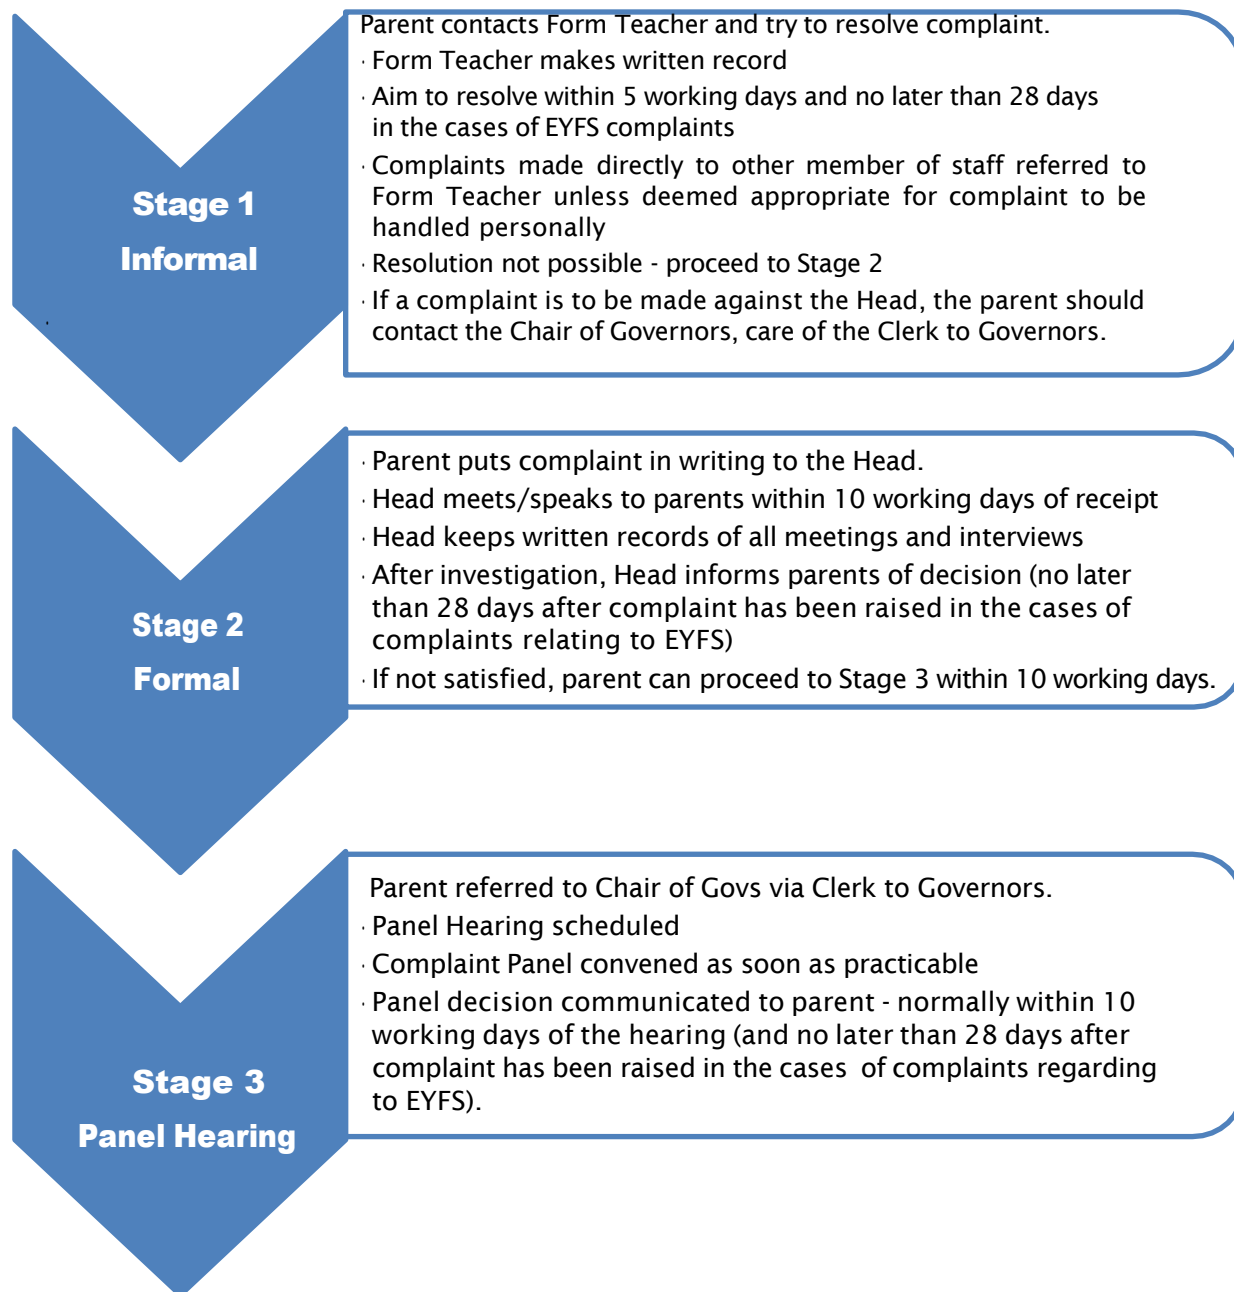 Parent contacts Form Teacher and try to resolve complaint.
· Form Teacher makes written record
· Aim to resolve within 5 working days and no later than 28 days
in the cases of EYFS complaints
· Complaints made directly to other member of staff referred to
Form Teacher unless deemed appropriate for complaint to be
handled personally
· Resolution not possible - proceed to Stage 2
· If a complaint is to be made against the Head, the parent should
contact the Chair of Governors, care of the Clerk to Governors.
Stage 1
Informal
· Parent puts complaint in writing to the Head.
· Head meets/speaks to parents within 10 working days of receipt
· Head keeps written records of all meetings and interviews
· After investigation, Head informs parents of decision (no later
than 28 days after complaint has been raised in the cases of
complaints relating to EYFS)
· If not satisfied, parent can proceed to Stage 3 within 10 working days.
Stage 2
Formal
Parent referred to Chair of Govs via Clerk to Governors.
· Panel Hearing scheduled
· Complaint Panel convened as soon as practicable
· Panel decision communicated to parent - normally within 10
working days of the hearing (and no later than 28 days after
complaint has been raised in the cases of complaints regarding
to EYFS).
Stage 3
Panel Hearing